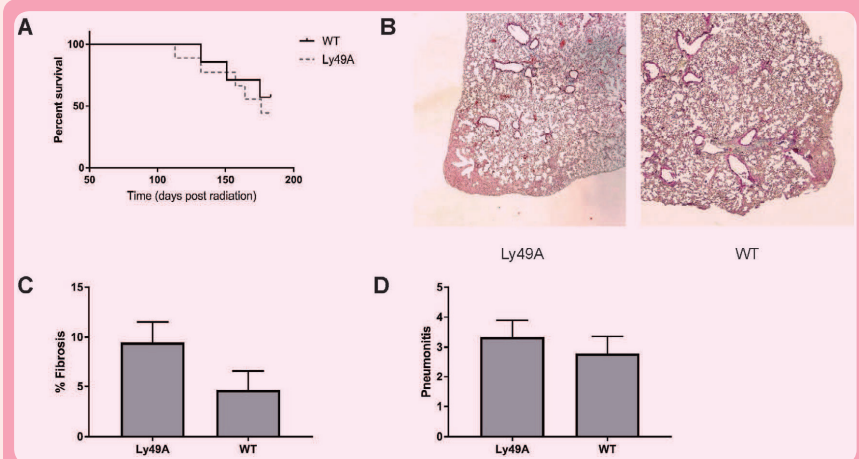 A
100
50
0
Percent survival
50
100
150
200
Time (days post radiation)
WT
Ly49A
B
Ly49A
WT
C
15
10
5
0
% Fibrosis
Ly49A
WT
D
5
4
3
2
1
0
Pneumonitis
Ly49A
WT